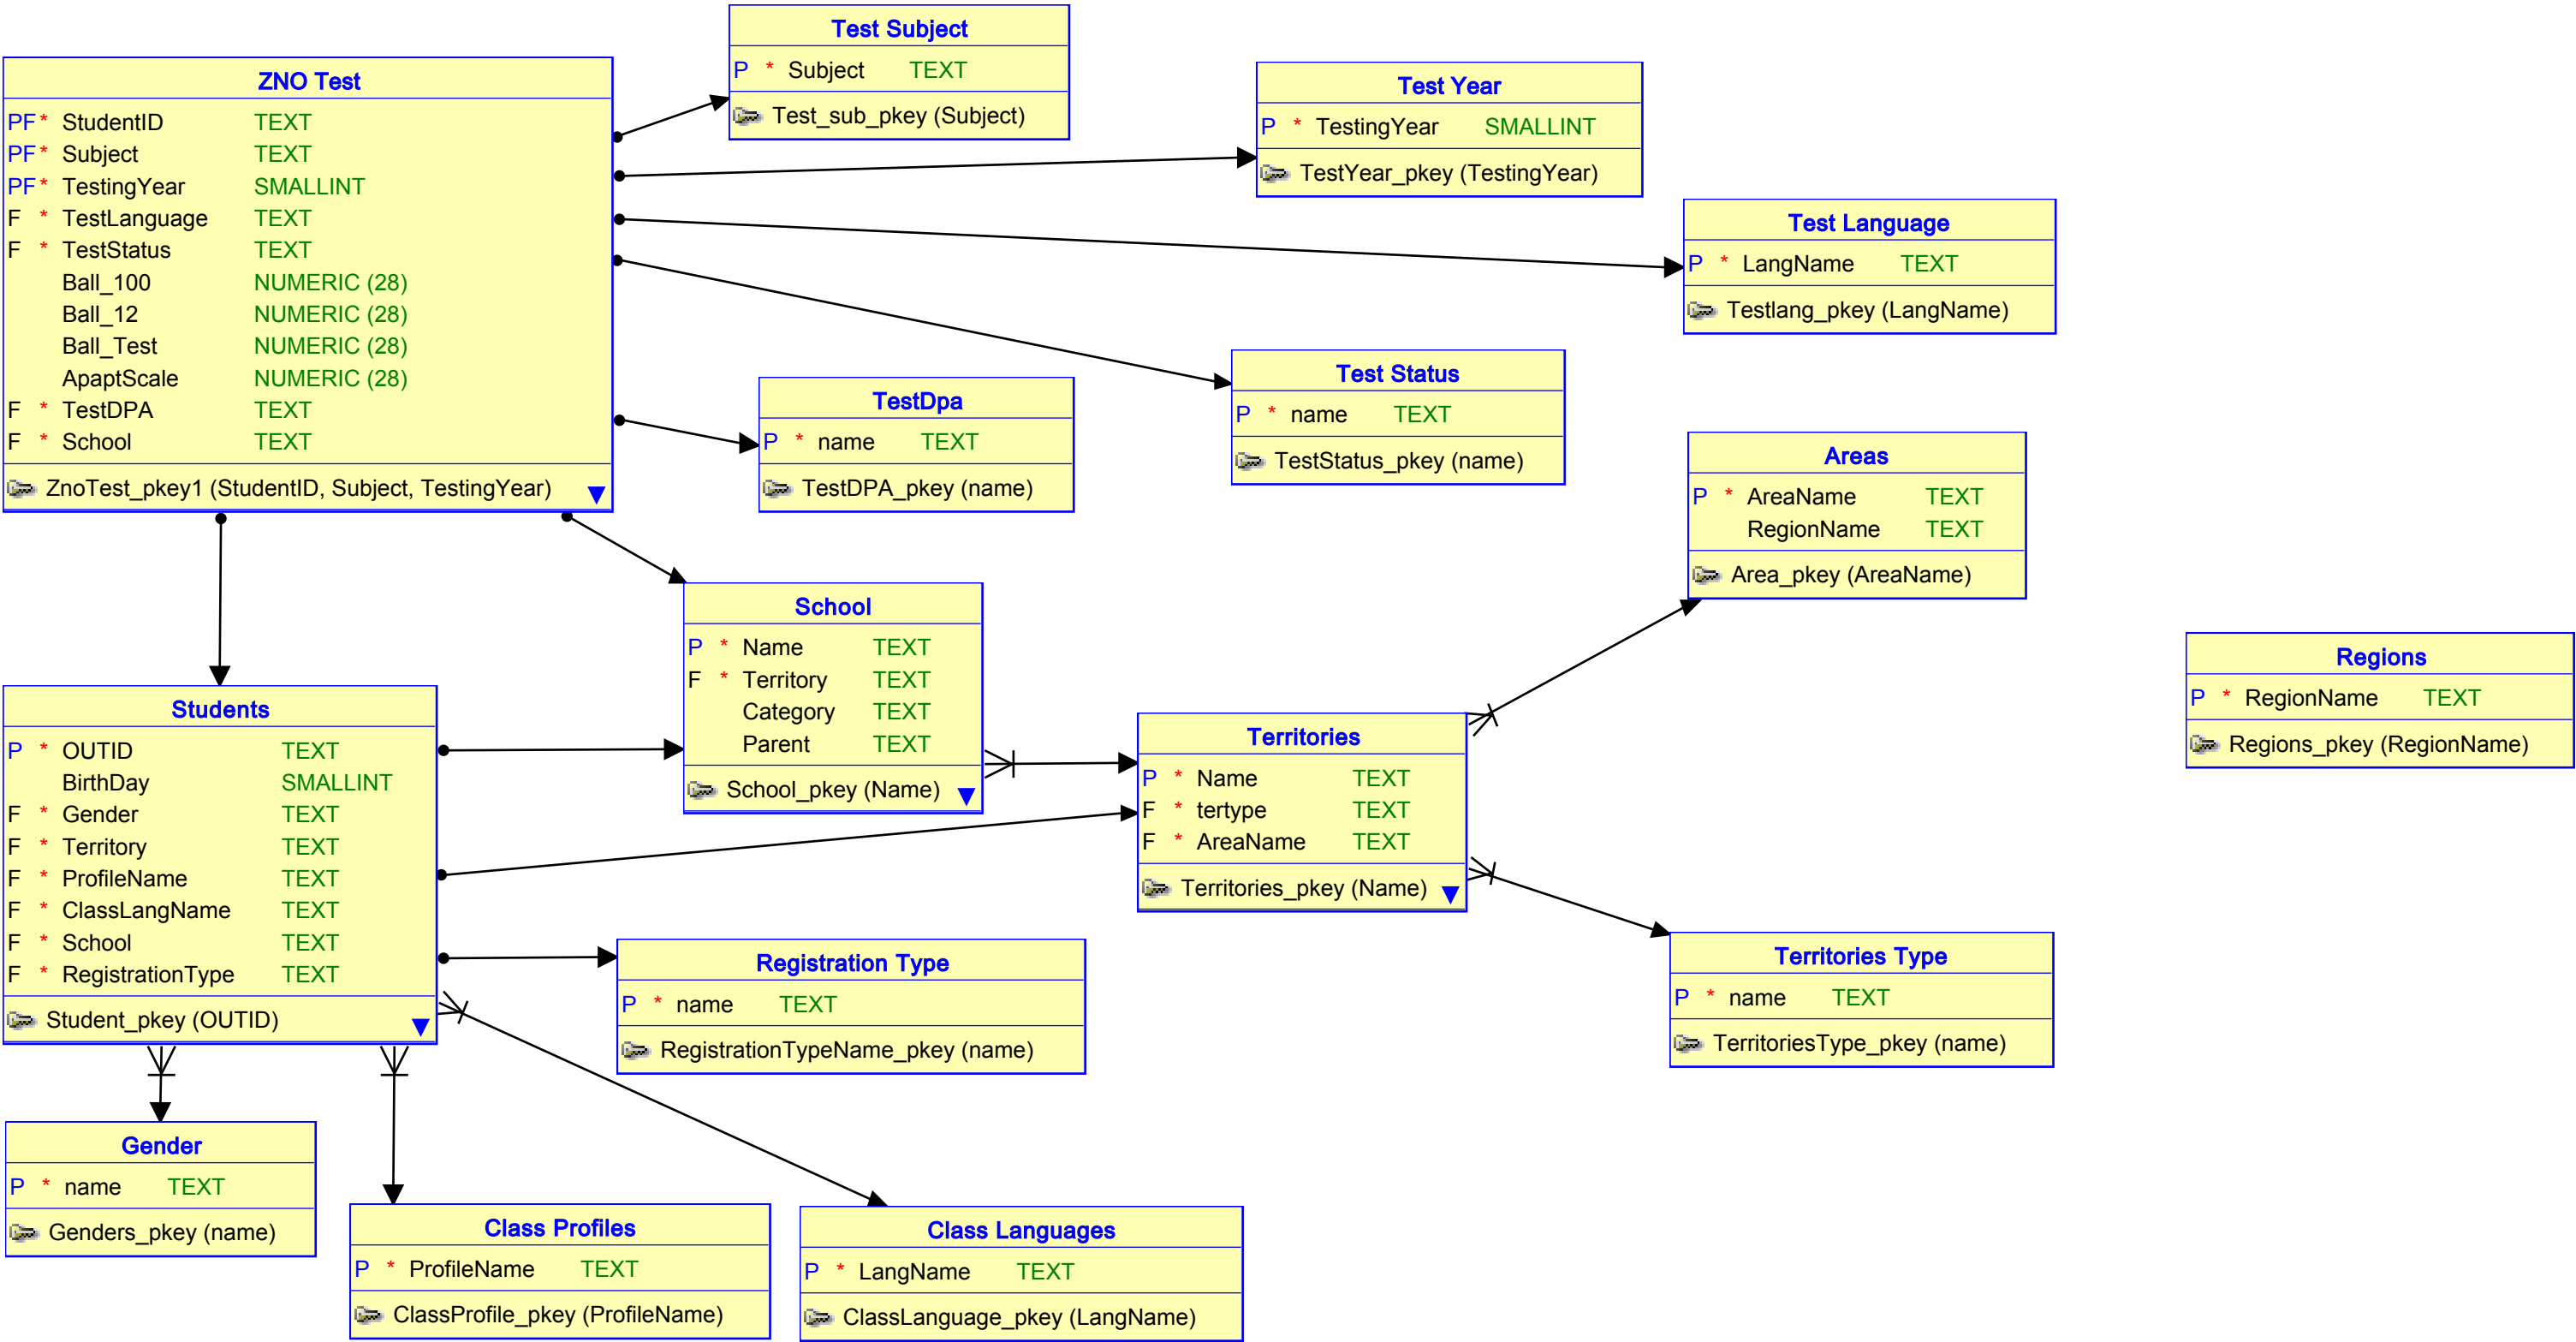 ZNO Test
PF * StudentID TEXT
PF * Subject TEXT
PF * TestingYear SMALLINT
F * TestLanguage TEXT
F * TestStatus TEXT
Ball_100 NUMERIC (28)
Ball_12 NUMERIC (28)
Ball_Test NUMERIC (28)
ApaptScale NUMERIC (28)
F * TestDPA TEXT
F * School TEXT
ZnoTest_pkey1 (StudentID, Subject, TestingYear)
Test Subject
P * Subject TEXT
Test_sub_pkey (Subject)
Test Year
P * TestingYear SMALLINT
TestYear_pkey (TestingYear)
Test Language
P * LangName TEXT
Testlang_pkey (LangName)
Test Status
P * name TEXT
TestStatus_pkey (name)
TestDpa
P * name TEXT
TestDPA_pkey (name)
Areas
P * AreaName TEXT
RegionName TEXT
Area_pkey (AreaName)
School
P * Name TEXT
F * Territory TEXT
Category TEXT
Parent TEXT
School_pkey (Name)
Regions
P * RegionName TEXT
Regions_pkey (RegionName)
Students
P * OUTID TEXT
BirthDay SMALLINT
F * Gender TEXT
F * Territory TEXT
F * ProfileName TEXT
F * ClassLangName TEXT
F * School TEXT
F * RegistrationType TEXT
Student_pkey (OUTID)
Territories
P * Name TEXT
F * tertype TEXT
F * AreaName TEXT
Territories_pkey (Name)
Registration Type
P * name TEXT
RegistrationTypeName_pkey (name)
Territories Type
P * name TEXT
TerritoriesType_pkey (name)
Gender
P * name TEXT
Genders_pkey (name)
Class Profiles
P * ProfileName TEXT
ClassProfile_pkey (ProfileName)
Class Languages
P * LangName TEXT
ClassLanguage_pkey (LangName)